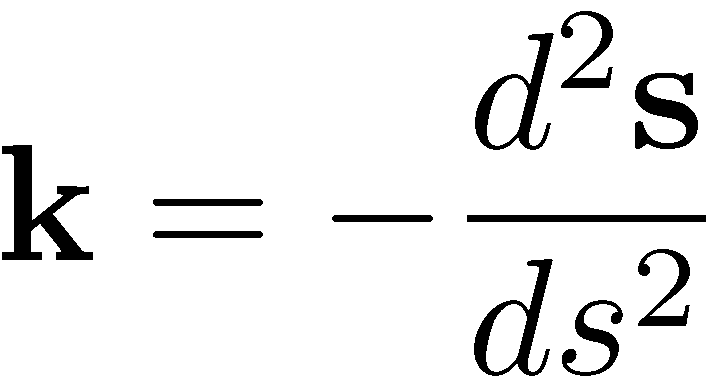 𝐤 = − d²𝐬 / ds²